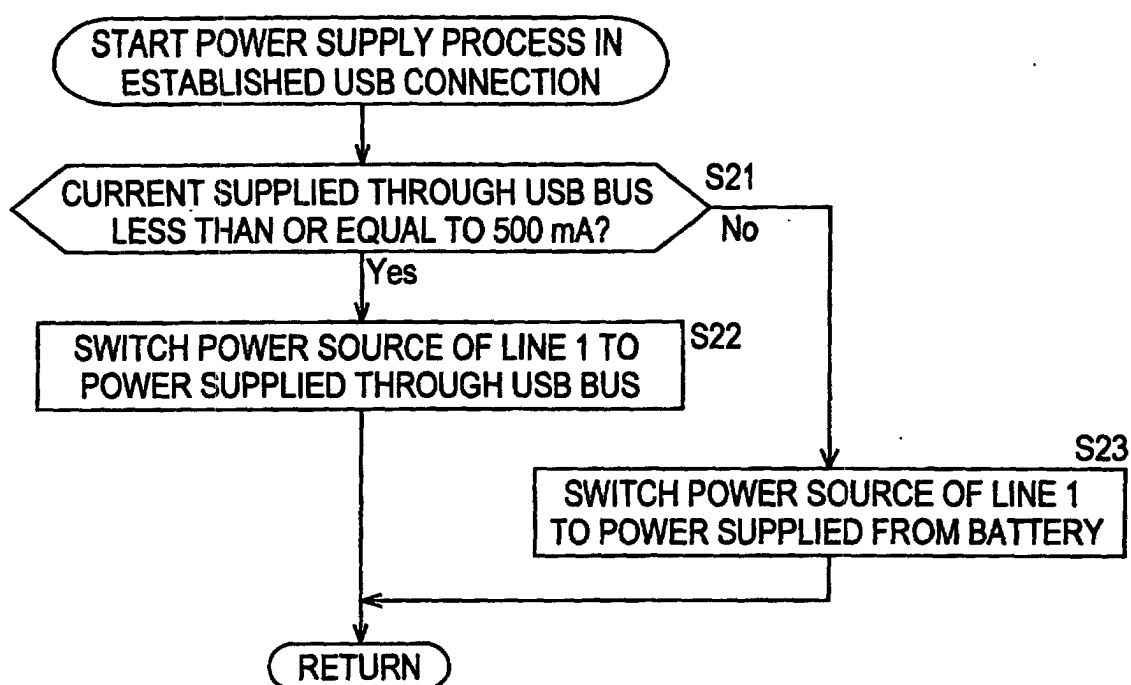 START POWER SUPPLY PROCESS IN
ESTABLISHED USB CONNECTION
CURRENT SUPPLIED THROUGH USB BUS
LESS THAN OR EQUAL TO 500 mA?
S21
No
Yes
SWITCH POWER SOURCE OF LINE 1 TO
POWER SUPPLIED THROUGH USB BUS
S22
S23
SWITCH POWER SOURCE OF LINE 1
TO POWER SUPPLIED FROM BATTERY
RETURN